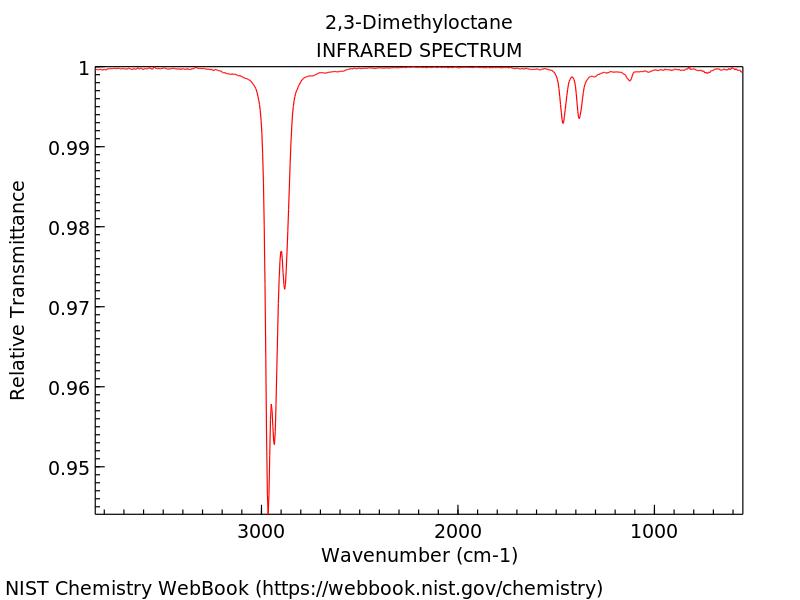 2,3-Dimethyloctane
INFRARED SPECTRUM
1
0.99
0.98
0.97
0.96
0.95
Relative Transmittance
3000 2000 1000
Wavenumber (cm-1)
NIST Chemistry WebBook (https://webbook.nist.gov/chemistry)